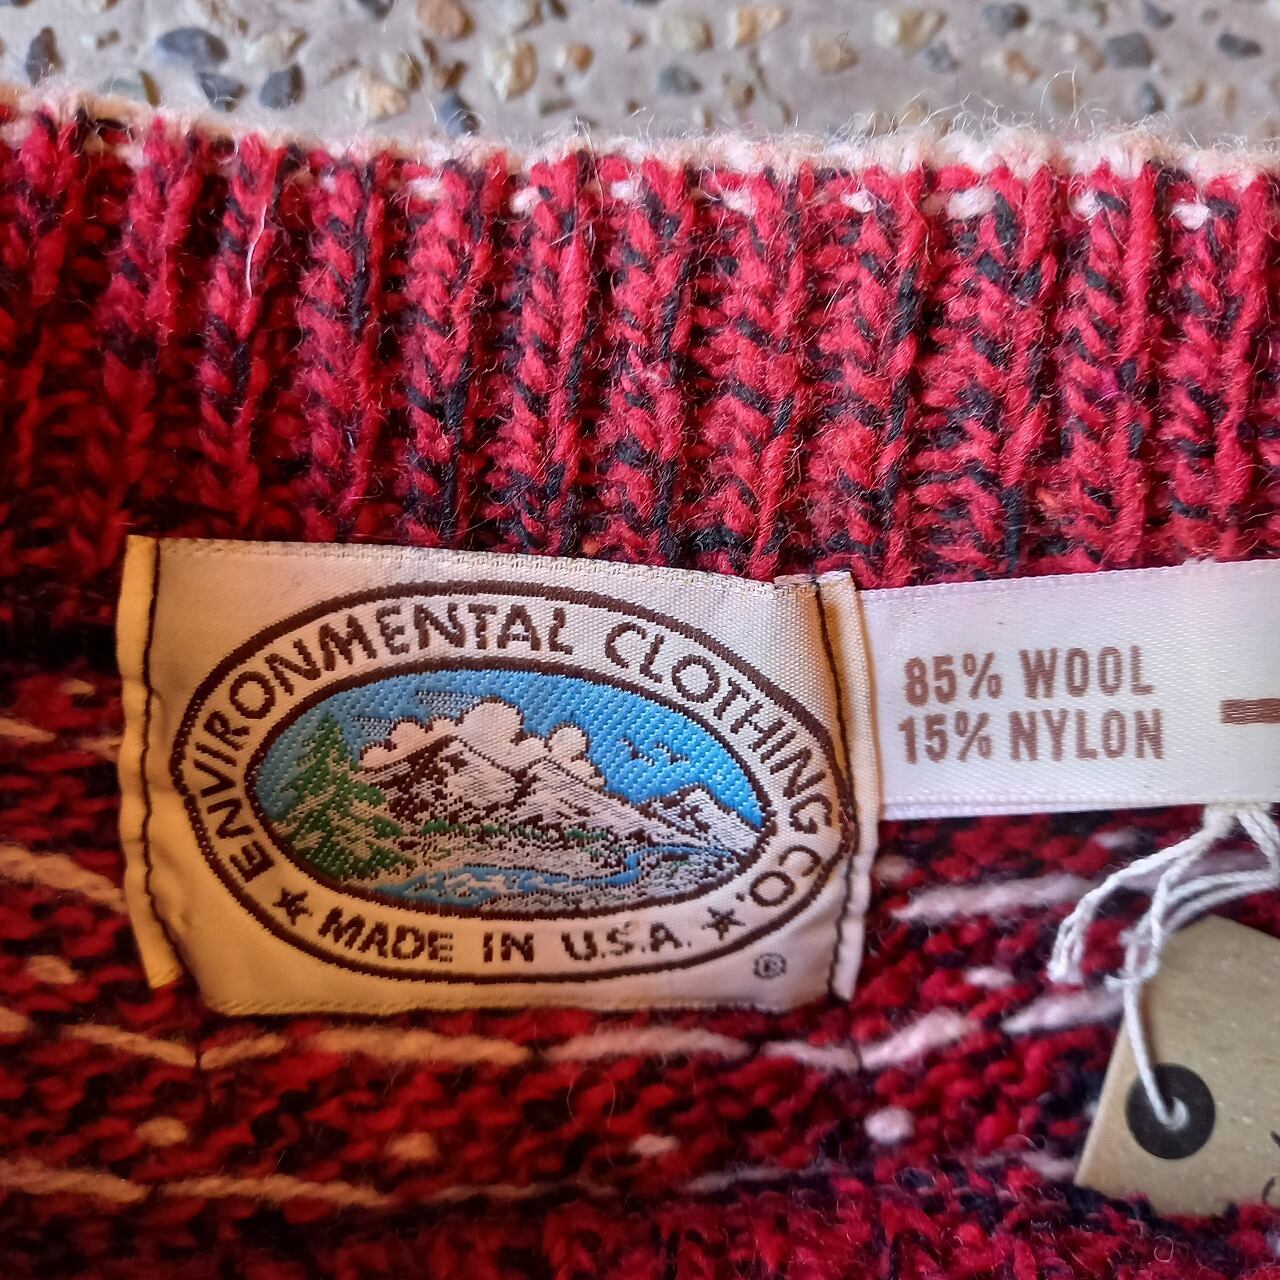 ENVIRONMENTAL CLOTHING CO.
★ MADE IN U.S.A. ★
®
85% WOOL
15% NYLON